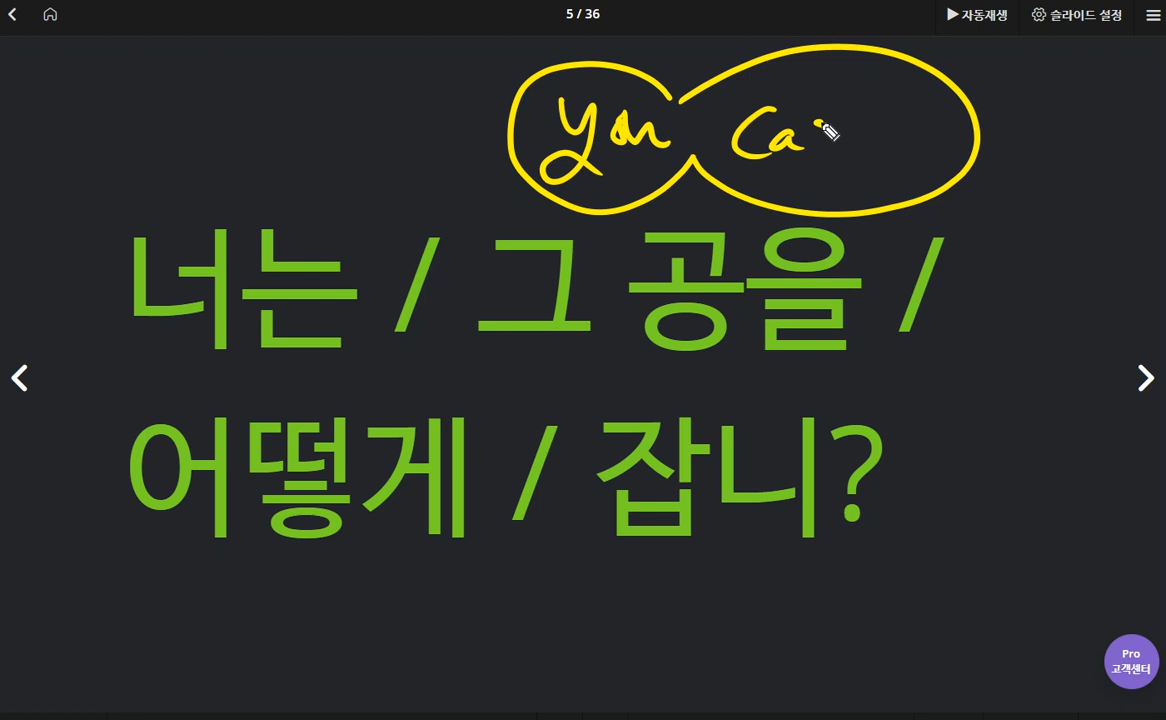 5 / 36
자동재생
슬라이드 설정
you Ca
너는 / 그 공을 /
어떻게 / 잡니?
Pro
고객센터